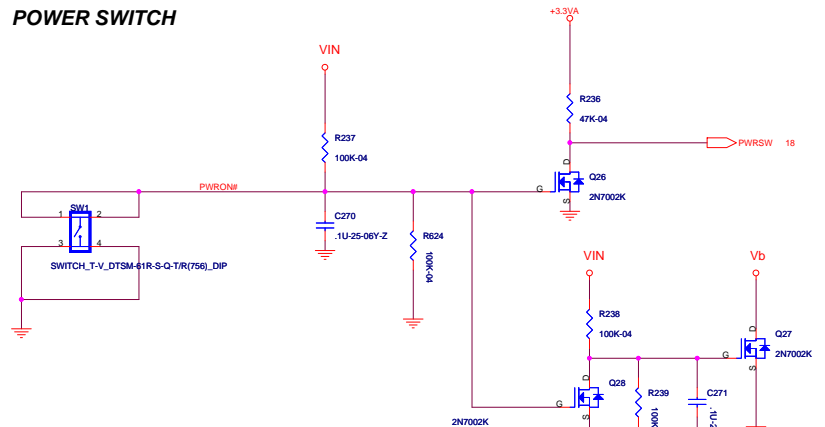 POWER SWITCH
+3.3VA
VIN
R236
47K-04
R237
100K-04
PWRSW 18
D
Q26
G
2N7002K
S
PWRON#
SW1
1 2
3 4
SWITCH_T-V_DTSM-61R-S-Q-T/R(756)_DIP
C270
.1U-25-06Y-Z
R624
100K-04
VIN
Vb
R238
100K-04
D
Q27
G
2N7002K
S
D
Q28
G
S
2N7002K
R239
C271